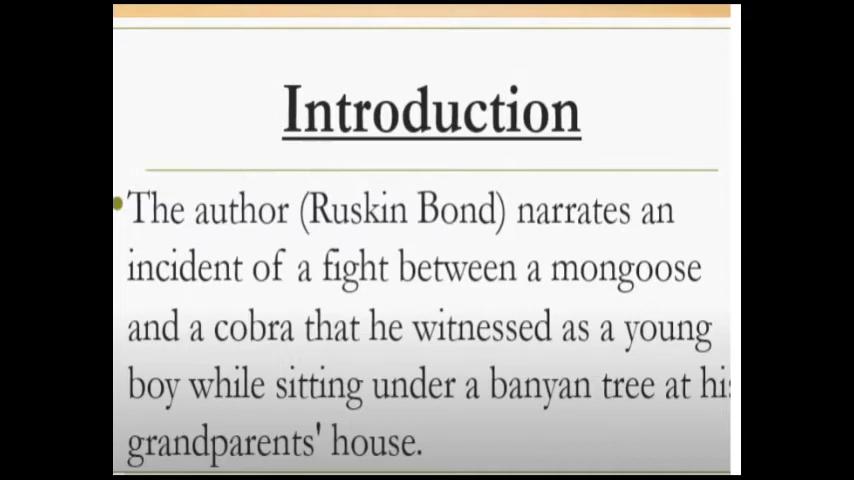 Introduction
•The author (Ruskin Bond) narrates an
incident of a fight between a mongoose
and a cobra that he witnessed as a young
boy while sitting under a banyan tree at his
grandparents' house.